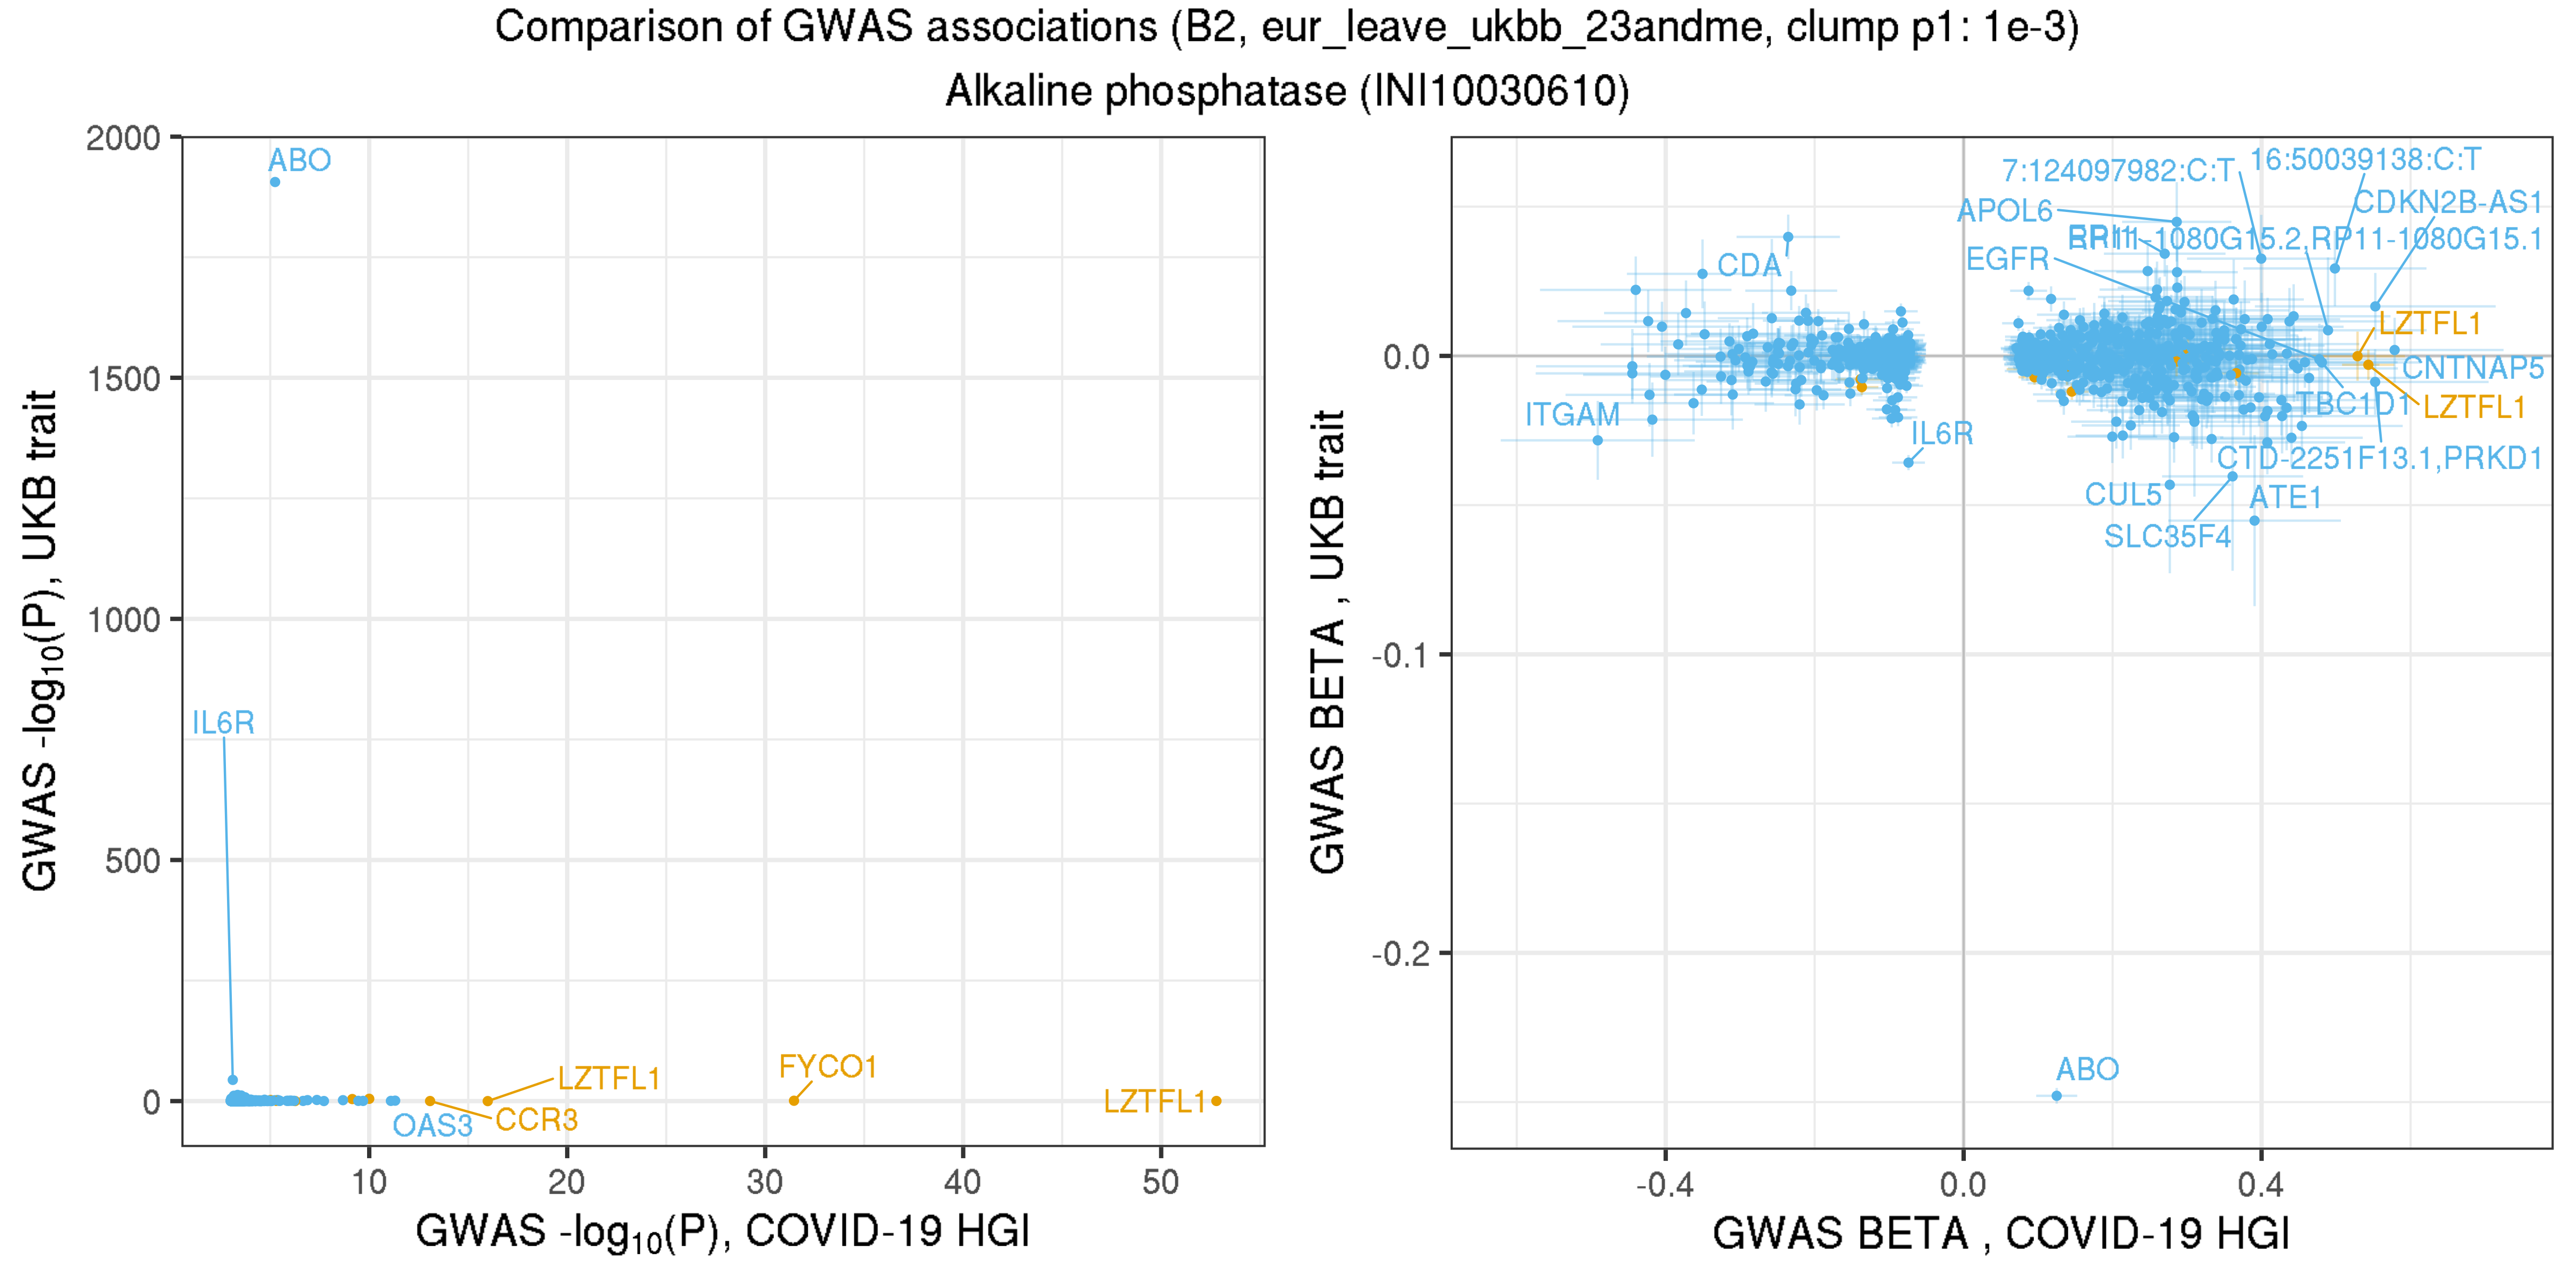 Comparison of GWAS associations (B2, eur_leave_ukbb_23andme, clump p1: 1e-3)
Alkaline phosphatase (INI10030610)
GWAS -log10(P), UKB trait
2000
1500
1000
500
0
ABO
IL6R
LZTFL1
FYCO1
LZTFL1
CCR3
OAS3
10
20
30
40
50
GWAS -log10(P), COVID-19 HGI
GWAS BETA , UKB trait
0.0
-0.1
-0.2
7:124097982:C:T
16:50039138:C:T
APOL6
CDKN2B-AS1
RP11-1080G15.2,RP11-1080G15.1
EGFR
CDA
LZTFL1
CNTNAP5
TBC1D1
LZTFL1
ITGAM
IL6R
CTD-2251F13.1,PRKD1
CUL5
ATE1
SLC35F4
ABO
-0.4
0.0
0.4
GWAS BETA , COVID-19 HGI